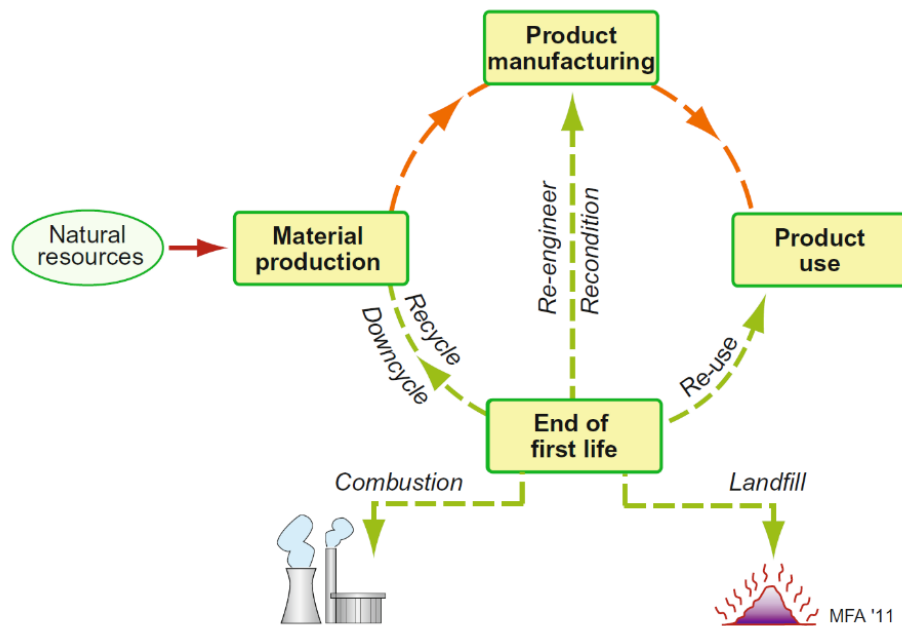 Product
manufacturing
Natural
resources
Material
production
Re-engineer
Recondition
Product
use
Recycle
Downcycle
Re-use
End of
first life
Combustion
Landfill
MFA '11